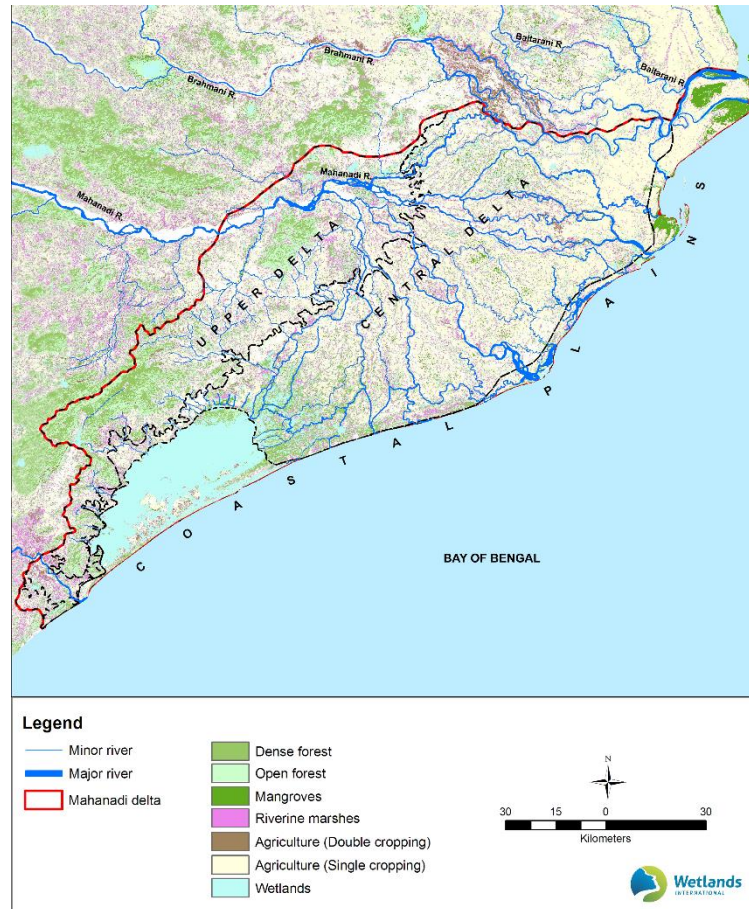 Brahmani R.
Baitarani R.
Baitarani R.
Brahmani R.
Mahanadi R.
Mahanadi R.
UPPER DELTA
CENTRAL DELTA
COASTAL PLAINS
BAY OF BENGAL
Legend
Minor river
Major river
Mahanadi delta
Dense forest
Open forest
Mangroves
Riverine marshes
Agriculture (Double cropping)
Agriculture (Single cropping)
Wetlands
N
30 15 0 30
Kilometers
Wetlands
INTERNATIONAL